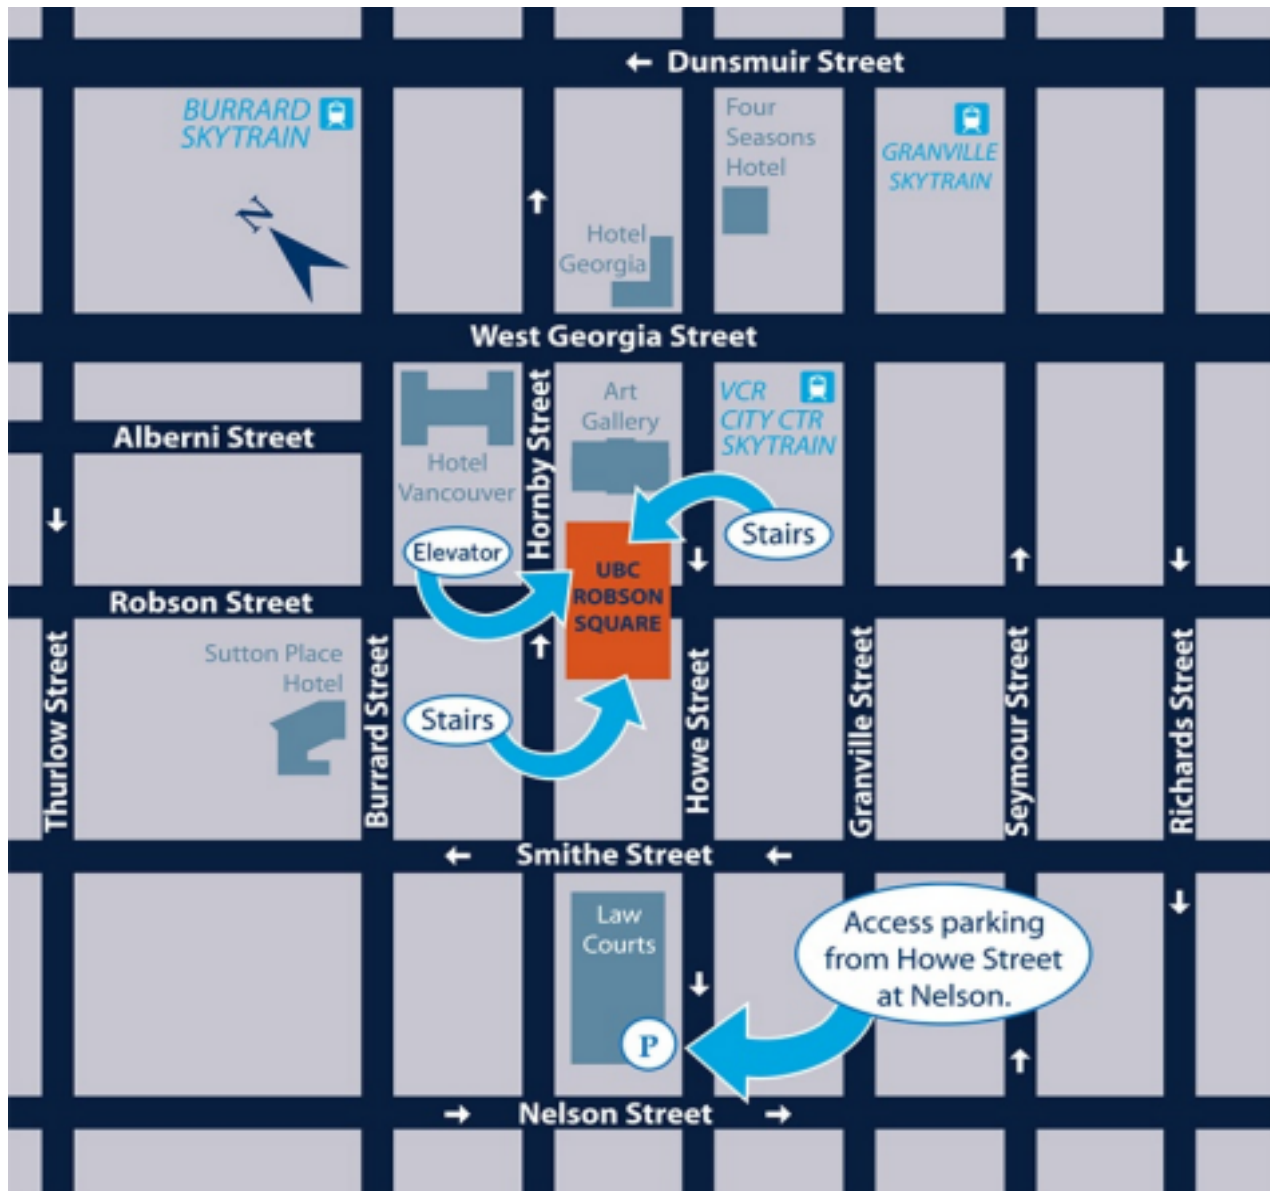 ← Dunsmuir Street
BURRARD
SKYTRAIN
Four
Seasons
Hotel
GRANVILLE
SKYTRAIN
N
Hotel
Georgia
West Georgia Street
Art
Gallery
VCR
CITY CTR
SKYTRAIN
Alberni Street
Hotel
Vancouver
Hornby Street
Stairs
Elevator
UBC
ROBSON
SQUARE
Robson Street
Sutton Place
Hotel
Stairs
Thurlow Street
Burrard Street
Howe Street
Granville Street
Seymour Street
Richards Street
← Smithe Street ←
Law
Courts
Access parking
from Howe Street
at Nelson.
P
→ Nelson Street →